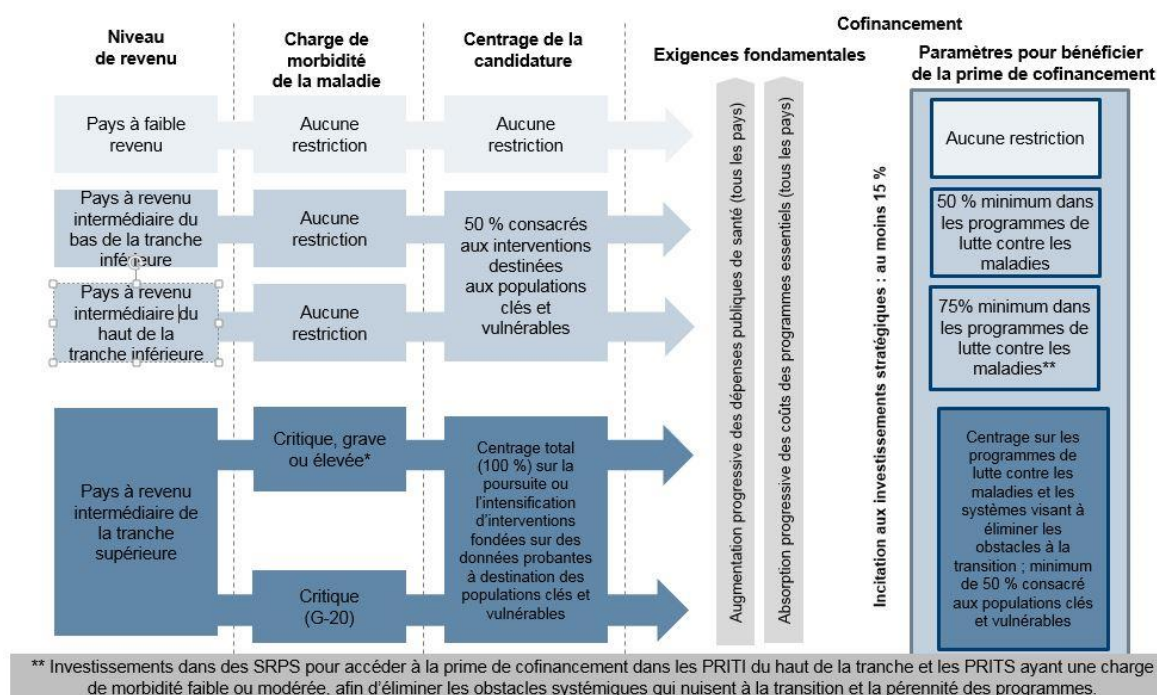 Cofinancement
Niveau
de revenu
Charge de
morbidité
de la maladie
Centrage de la
candidature
Exigences fondamentales
Paramètres pour bénéficier
de la prime de cofinancement
Pays à faible
revenu
Aucune
restriction
Aucune
restriction
Aucune restriction
Pays à revenu
intermédiaire du
bas de la tranche
inférieure
Aucune
restriction
50 % consacrés
aux interventions
destinées
aux populations
clés et
vulnérables
50 % minimum dans
les programmes de
lutte contre les
maladies
Pays à revenu
intermédiaire du
haut de la
tranche inférieure
Aucune
restriction
75% minimum dans
les programmes de
lutte contre les
maladies**
Pays à revenu
intermédiaire de
la tranche
supérieure
Critique, grave
ou élevée*
Critique
(G-20)
Centrage total
(100 %) sur la
poursuite ou
l'intensification
d'interventions
fondées sur des
données probantes
à destination des
populations clés et
vulnérables
Augmentation progressive des dépenses publiques de santé (tous les pays)
Absorption progressive des coûts des programmes essentiels (tous les pays)
Incitation aux investissements stratégiques : au moins 15 %
Centrage sur les
programmes de
lutte contre les
maladies et les
systèmes visant à
éliminer les
obstacles à la
transition ; minimum
de 50 % consacré
aux populations clés
et vulnérables
** Investissements dans des SRPS pour accéder à la prime de cofinancement dans les PRITI du haut de la tranche et les PRITS ayant une charge
de morbidité faible ou modérée, afin d'éliminer les obstacles systémiques qui nuisent à la transition et la pérennité des programmes